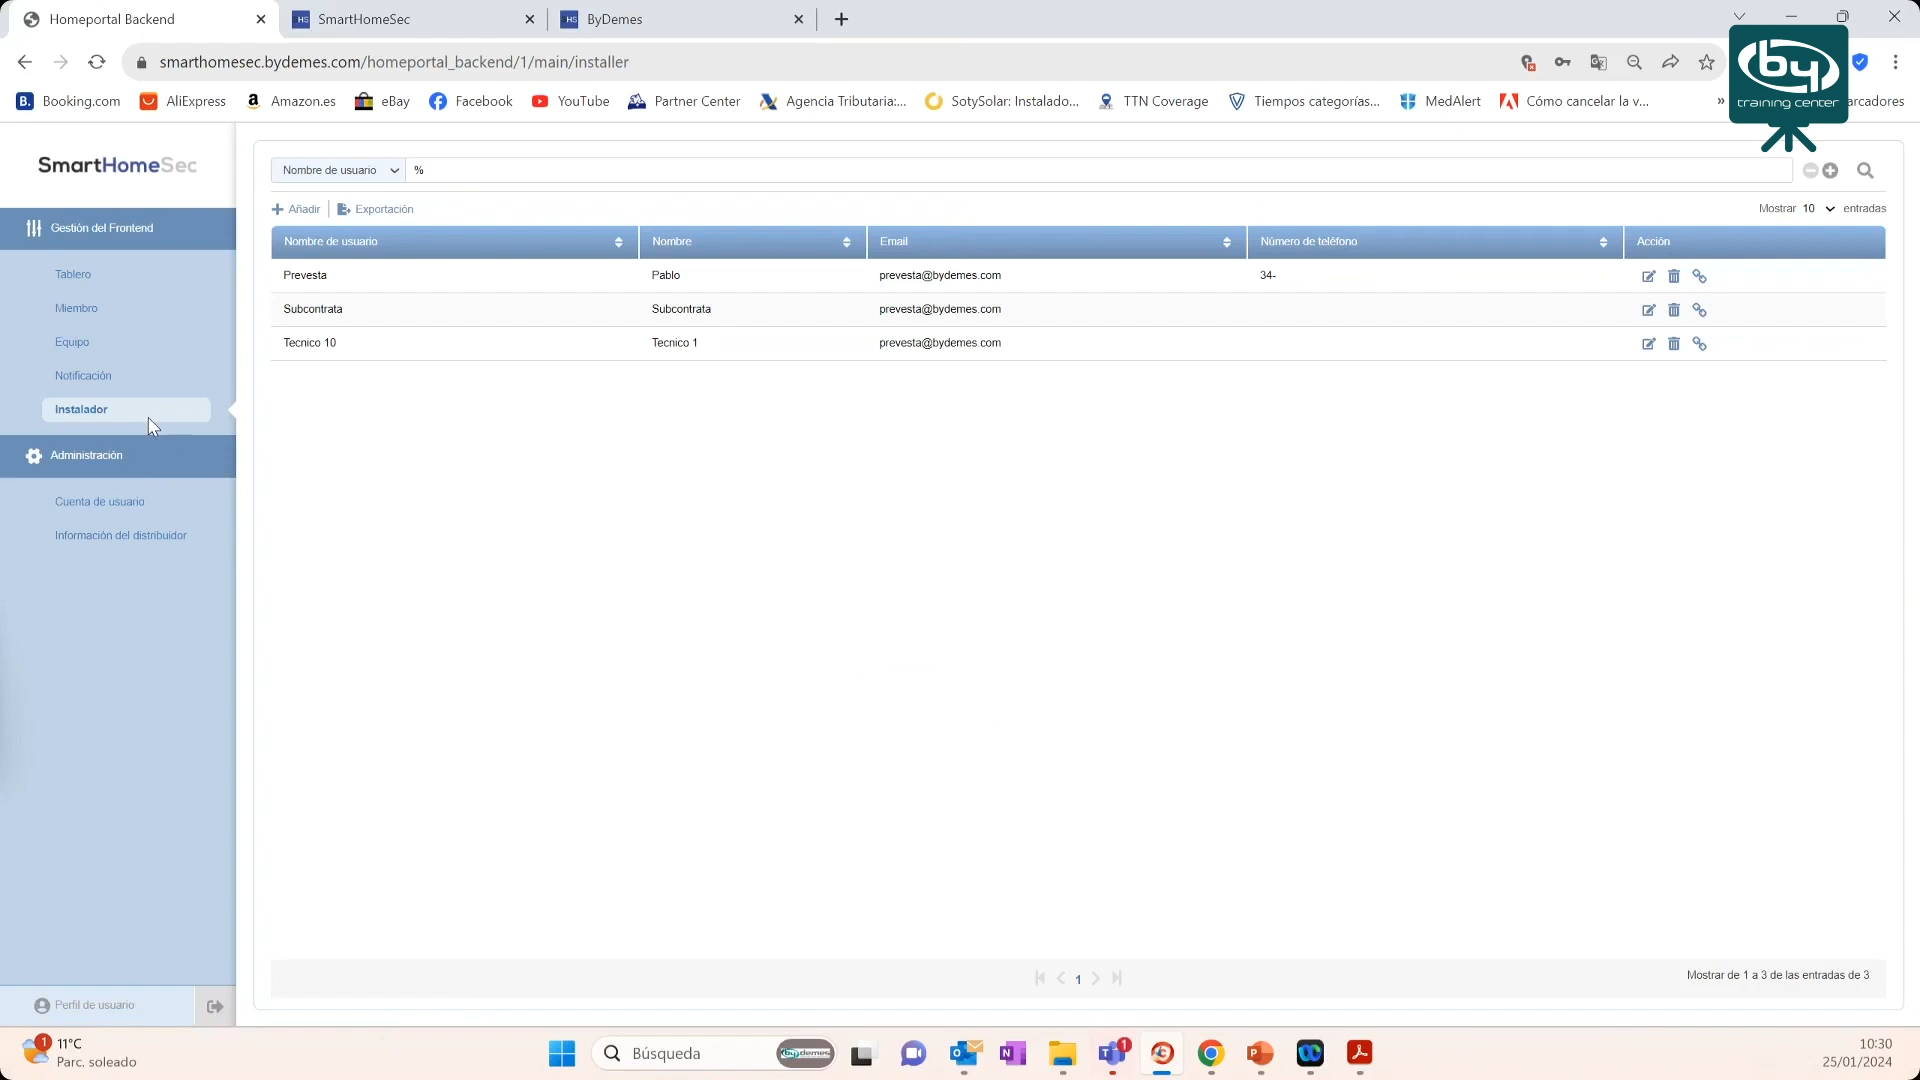 Homeportal Backend
SmartHomeSec
ByDemes
smarthomesec.bydemes.com/homeportal_backend/1/main/installer
Booking.com
AliExpress
Amazon.es
eBay
Facebook
YouTube
Partner Center
Agencia Tributaria:...
SotySolar: Instalado...
TTN Coverage
Tiempos categorías...
MedAlert
Cómo cancelar la v...
»
arcadores
by
training center
SmartHomeSec
Gestión del Frontend
Tablero
Miembro
Equipo
Notificación
Instalador
Administración
Cuenta de usuario
Información del distribuidor
Perfil de usuario
Nombre de usuario %
Añadir
Exportación
Mostrar 10 entradas
Nombre de usuario Nombre Email Número de teléfono Acción
Prevesta Pablo prevesta@bydemes.com 34-
Subcontrata Subcontrata prevesta@bydemes.com
Tecnico 10 Tecnico 1 prevesta@bydemes.com
1
Mostrar de 1 a 3 de las entradas de 3
1
11°C
Parc. soleado
Búsqueda
bydemes
1
10:30
25/01/2024